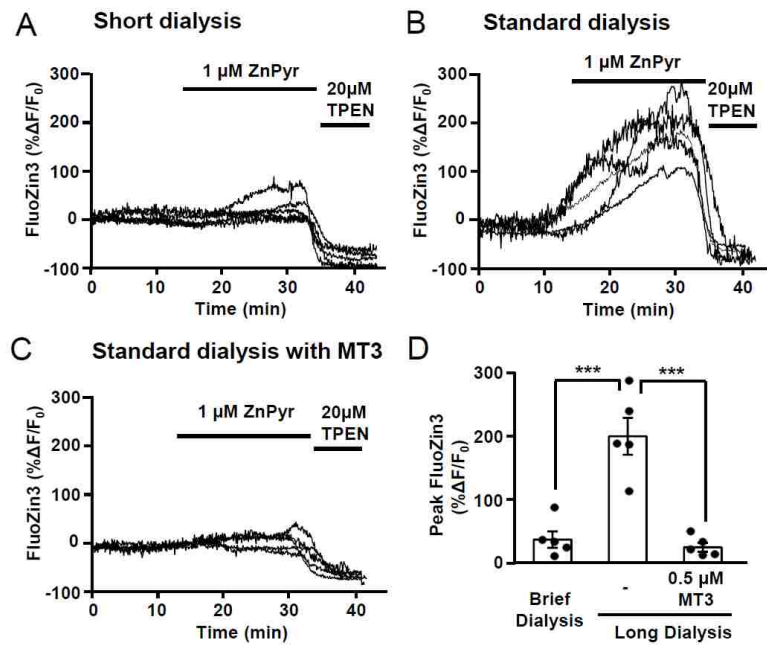 A
Short dialysis
1 µM ZnPyr
20µM
TPEN
FluoZin3 (%ΔF/F0)
300
200
100
0
-100
0 10 20 30 40
Time (min)
B
Standard dialysis
1 µM ZnPyr
20µM
TPEN
FluoZin3 (%ΔF/F0)
300
200
100
0
-100
0 10 20 30 40
Time (min)
C
Standard dialysis with MT3
1 µM ZnPyr
20µM
TPEN
FluoZin3 (%ΔF/F0)
300
200
100
0
-100
0 10 20 30 40
Time (min)
D
*** ***
Peak FluoZin3
(%ΔF/F0)
300
200
100
0
Brief
Dialysis
-
0.5 µM
MT3
Long Dialysis